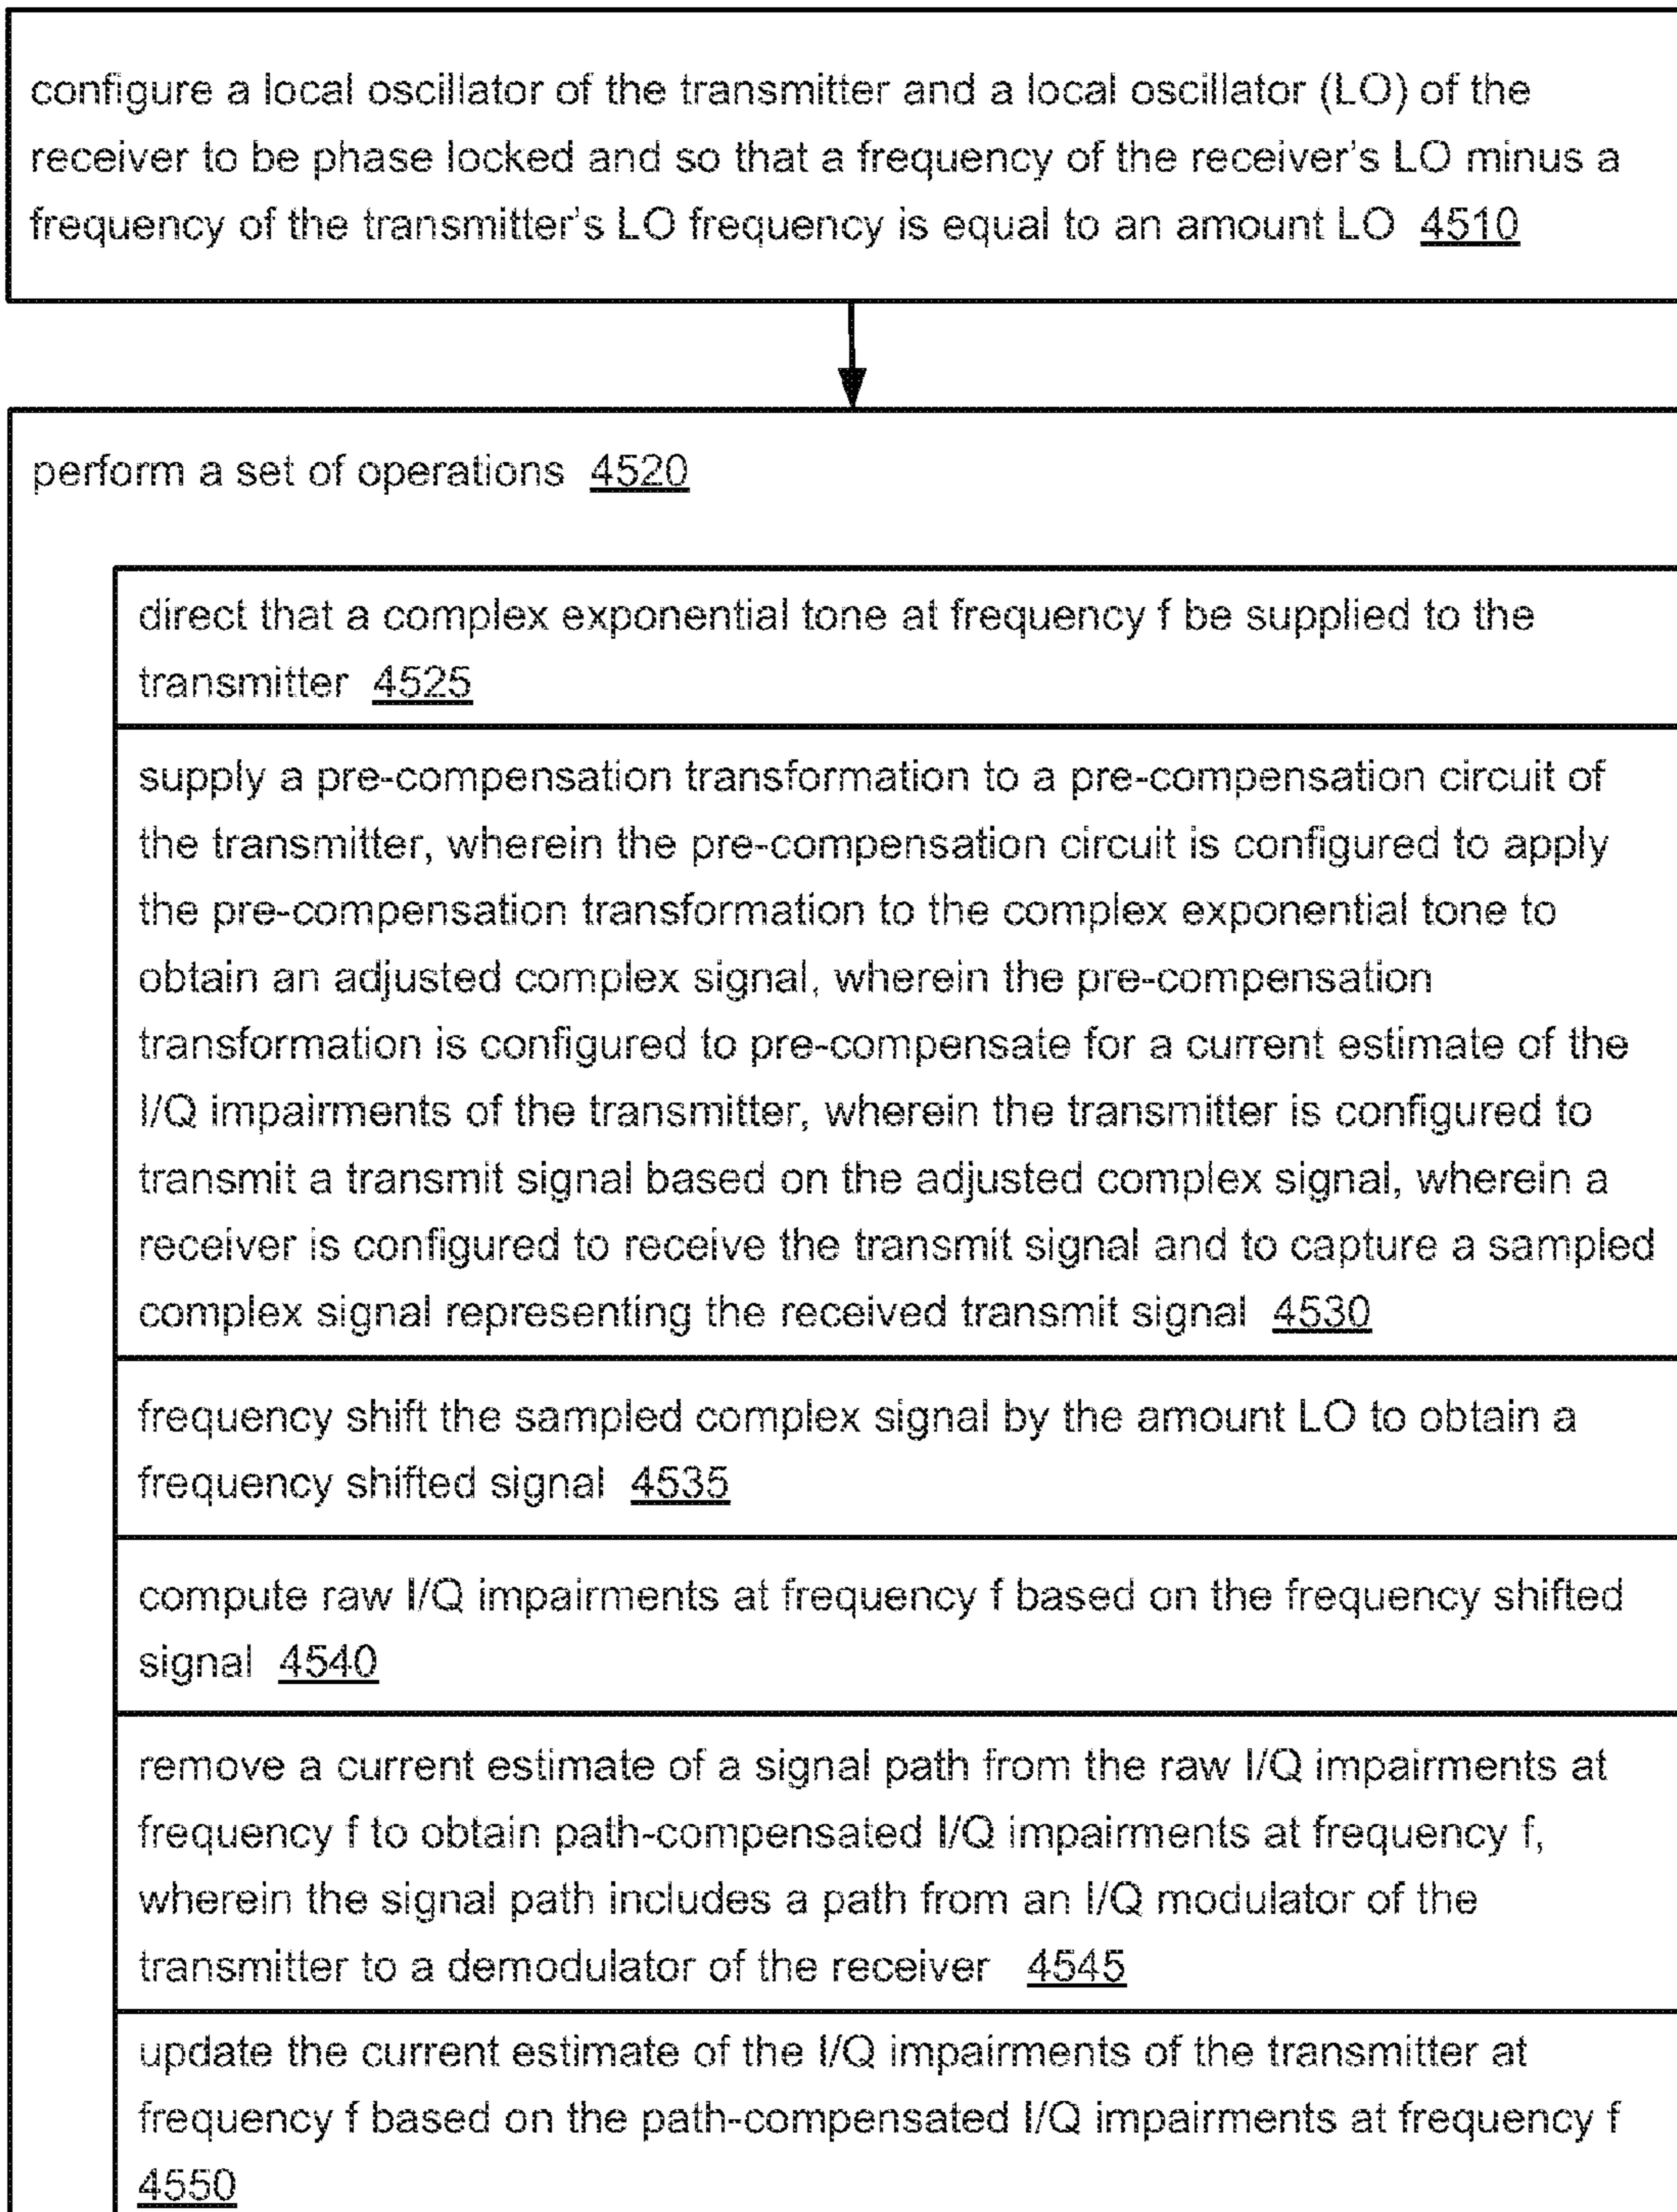 configure a local oscillator of the transmitter and a local oscillator (LO) of the
receiver to be phase locked and so that a frequency of the receiver's LO minus a
frequency of the transmitter's LO frequency is equal to an amount LO 4510
perform a set of operations 4520
direct that a complex exponential tone at frequency f be supplied to the
transmitter 4525
supply a pre-compensation transformation to a pre-compensation circuit of
the transmitter, wherein the pre-compensation circuit is configured to apply
the pre-compensation transformation to the complex exponential tone to
obtain an adjusted complex signal, wherein the pre-compensation
transformation is configured to pre-compensate for a current estimate of the
I/Q impairments of the transmitter, wherein the transmitter is configured to
transmit a transmit signal based on the adjusted complex signal, wherein a
receiver is configured to receive the transmit signal and to capture a sampled
complex signal representing the received transmit signal 4530
frequency shift the sampled complex signal by the amount LO to obtain a
frequency shifted signal 4535
compute raw I/Q impairments at frequency f based on the frequency shifted
signal 4540
remove a current estimate of a signal path from the raw I/Q impairments at
frequency f to obtain path-compensated I/Q impairments at frequency f,
wherein the signal path includes a path from an I/Q modulator of the
transmitter to a demodulator of the receiver 4545
update the current estimate of the I/Q impairments of the transmitter at
frequency f based on the path-compensated I/Q impairments at frequency f
4550